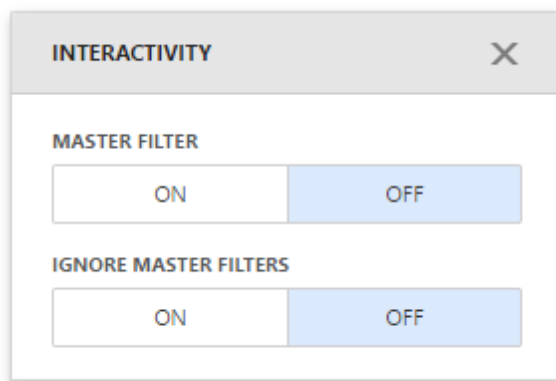 INTERACTIVITY
MASTER FILTER
ON OFF
IGNORE MASTER FILTERS
ON OFF